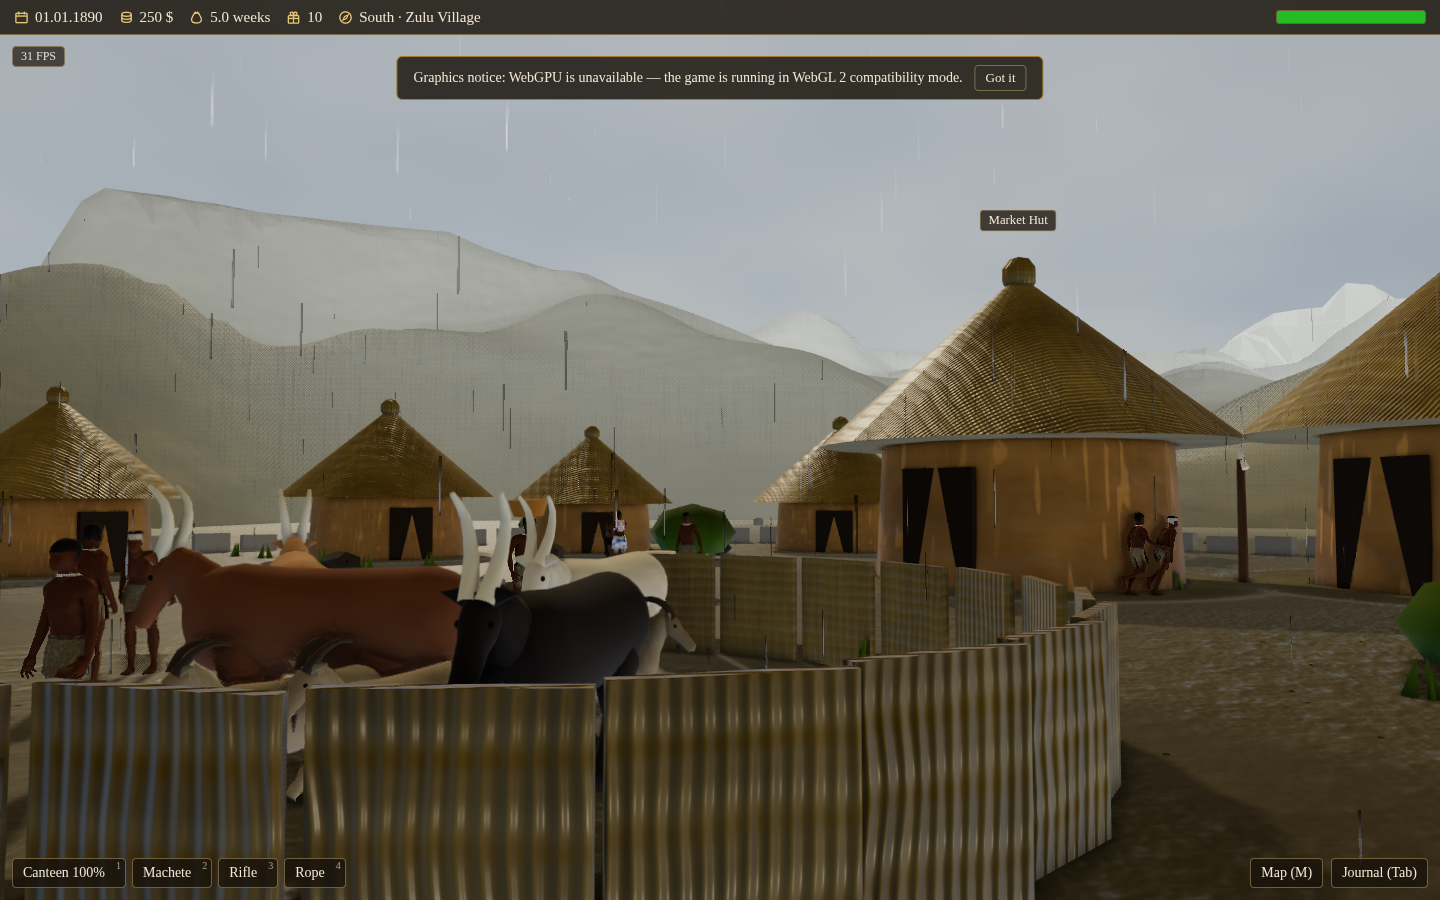 01.01.1890 250 $ 5.0 weeks 10 South · Zulu Village
31 FPS
Graphics notice: WebGPU is unavailable — the game is running in WebGL 2 compatibility mode. Got it
Market Hut
Canteen 100% 1 Machete 2 Rifle 3 Rope 4 Map (M) Journal (Tab)